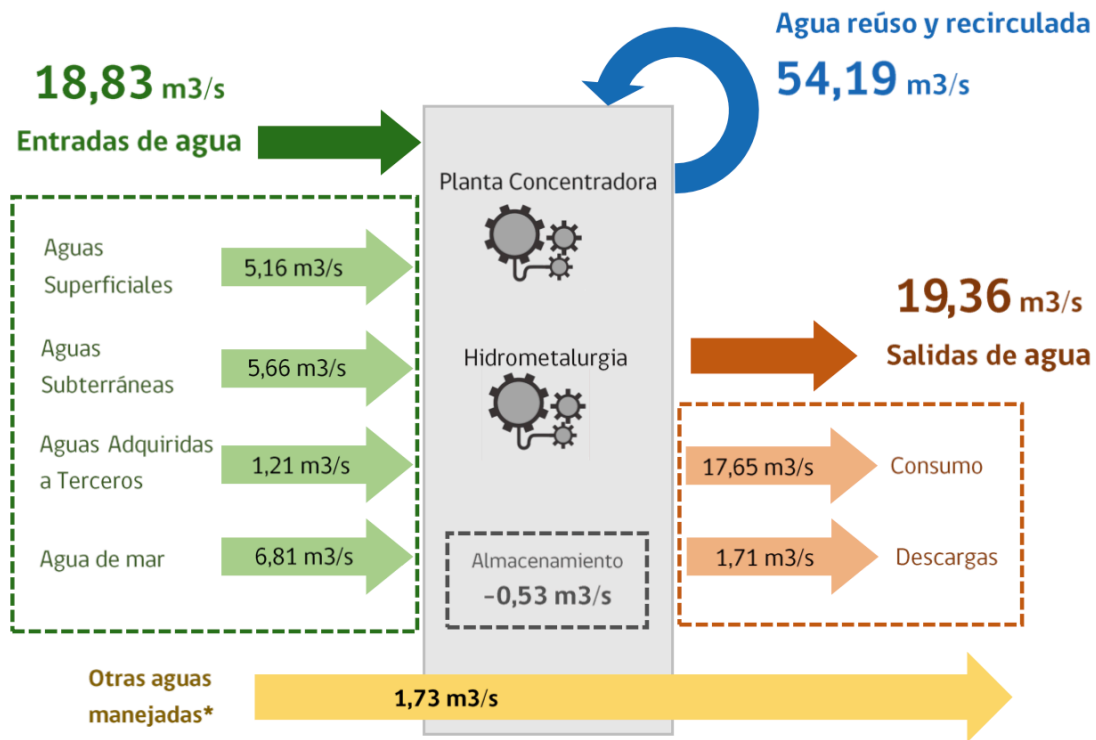 Agua reúso y recirculada
54,19 m3/s
18,83 m3/s
Entradas de agua
Planta Concentradora
Aguas
Superficiales
5,16 m3/s
Aguas
Subterráneas
5,66 m3/s
Aguas Adquiridas
a Terceros
1,21 m3/s
Agua de mar
6,81 m3/s
Hidrometalurgia
Almacenamiento
-0,53 m3/s
19,36 m3/s
Salidas de agua
17,65 m3/s
Consumo
1,71 m3/s
Descargas
Otras aguas
manejadas*
1,73 m3/s